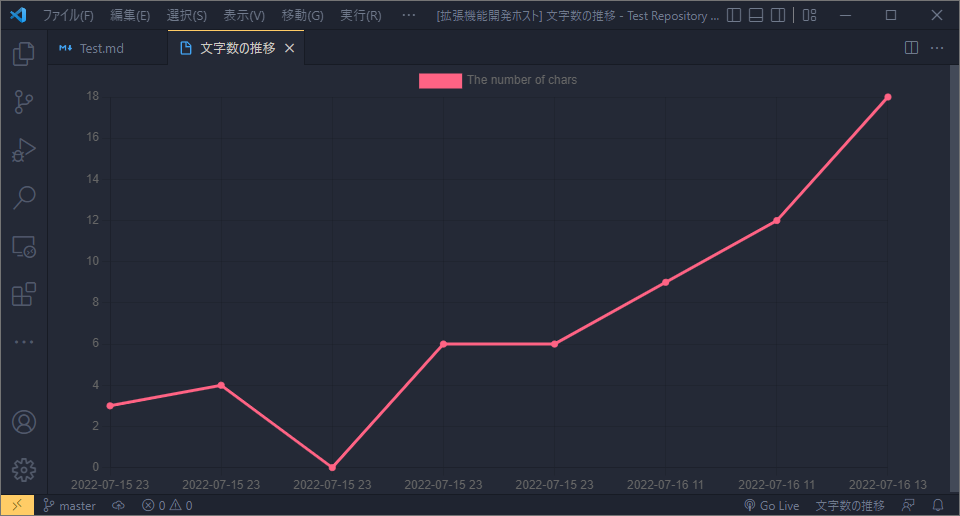 ファイル(F) 編集(E) 選択(S) 表示(V) 移動(G) 実行(R) ··· [拡張機能開発ホスト] 文字数の推移 - Test Repository ...
Test.md 文字数の推移
The number of chars
18
16
14
12
10
8
6
4
2
0
2022-07-15 23 2022-07-15 23 2022-07-15 23 2022-07-15 23 2022-07-15 23 2022-07-16 11 2022-07-16 11 2022-07-16 13
master 0 0 Go Live 文字数の推移